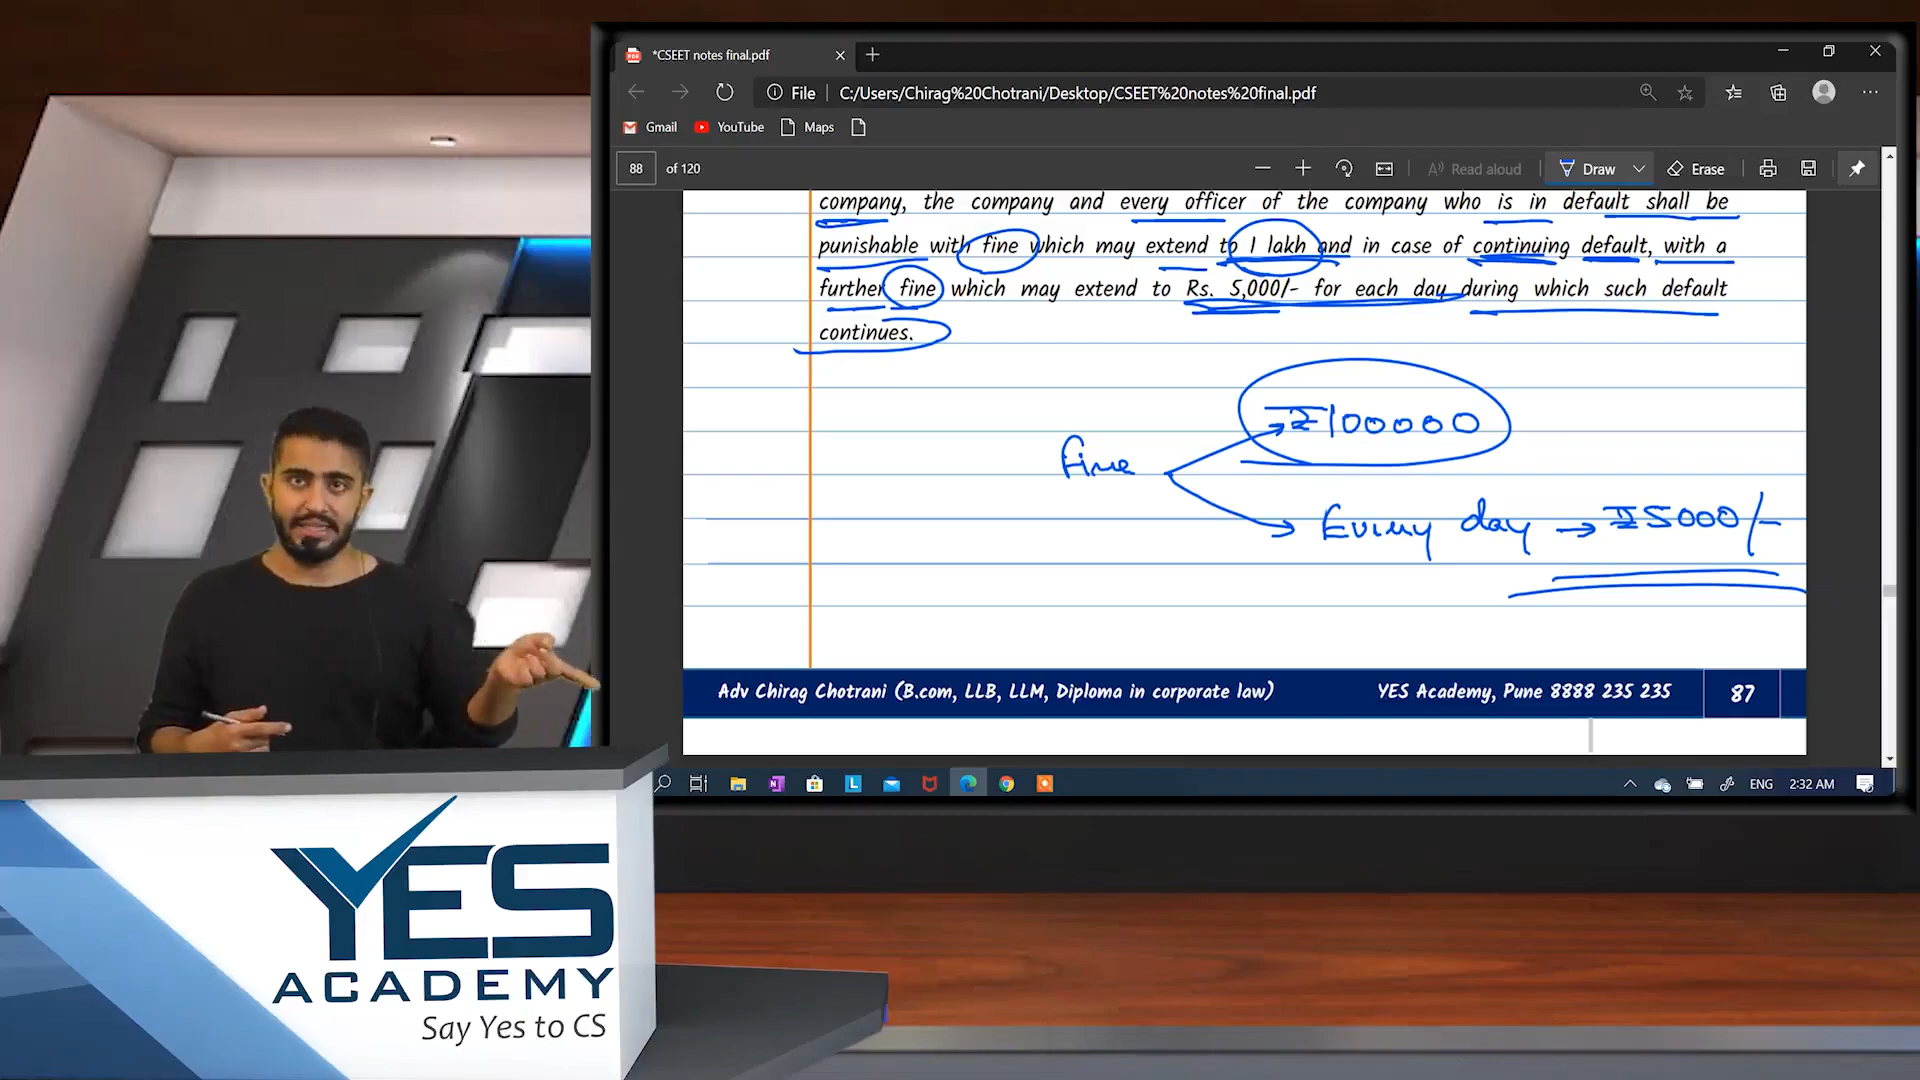 *CSEET notes final.pdf
File | C:/Users/Chirag%20Chotrani/Desktop/CSEET%20notes%20final.pdf
Gmail YouTube Maps
88 of 120 Read aloud Draw Erase
company, the company and every officer of the company who is in default shall be
punishable with fine which may extend to 1 lakh and in case of continuing default, with a
further fine which may extend to Rs. 5,000/- for each day during which such default
continues.
₹100000
fine
Every day → ₹5000/-
Adv Chirag Chotrani (B.com, LLB, LLM, Diploma in corporate law) YES Academy, Pune 8888 235 235 87
ENG 2:32 AM
YES
ACADEMY
Say Yes to CS